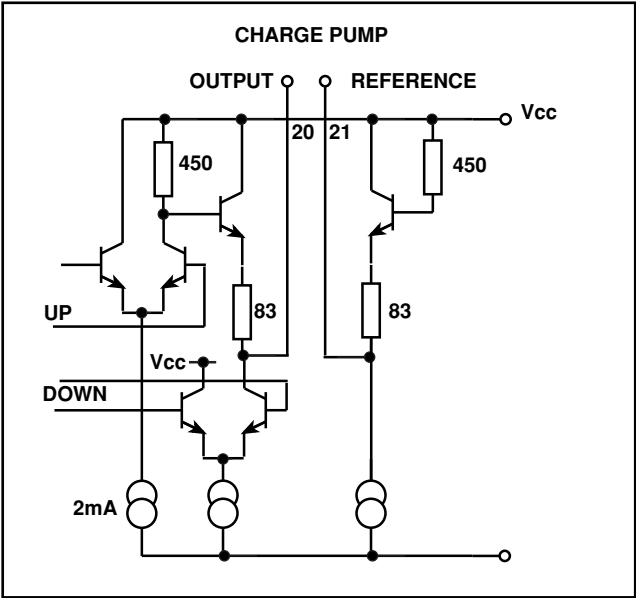 CHARGE PUMP
OUTPUT REFERENCE
Vcc
20 21
450
450
UP
83
83
Vcc
DOWN
2mA